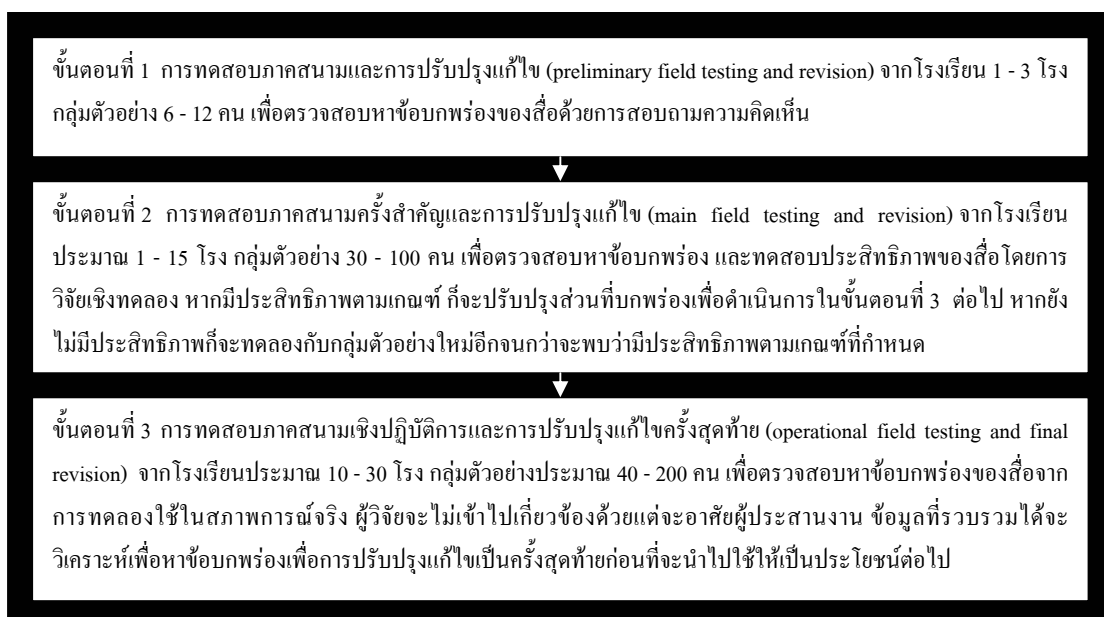 ขั้นตอนที่ 1 การทดสอบภาคสนามและการปรับปรุงแก้ไข (preliminary field testing and revision) จากโรงเรียน 1 - 3 โรง
กลุ่มตัวอย่าง 6 - 12 คน เพื่อตรวจสอบหาข้อบกพร่องของสื่อด้วยการสอบถามความคิดเห็น
ขั้นตอนที่ 2 การทดสอบภาคสนามครั้งสำคัญและการปรับปรุงแก้ไข (main field testing and revision) จากโรงเรียน
ประมาณ 1 - 15 โรง กลุ่มตัวอย่าง 30 - 100 คน เพื่อตรวจสอบหาข้อบกพร่อง และทดสอบประสิทธิภาพของสื่อโดยการ
วิจัยเชิงทดลอง หากมีประสิทธิภาพตามเกณฑ์ ก็จะปรับปรุงส่วนที่บกพร่องเพื่อดำเนินการในขั้นตอนที่ 3 ต่อไป หากยัง
ไม่มีประสิทธิภาพก็จะทดลองกับกลุ่มตัวอย่างใหม่อีกจนกว่าจะพบว่ามีประสิทธิภาพตามเกณฑ์ที่กำหนด
ขั้นตอนที่ 3 การทดสอบภาคสนามเชิงปฏิบัติการและการปรับปรุงแก้ไขครั้งสุดท้าย (operational field testing and final
revision) จากโรงเรียนประมาณ 10 - 30 โรง กลุ่มตัวอย่างประมาณ 40 - 200 คน เพื่อตรวจสอบหาข้อบกพร่องของสื่อจาก
การทดลองใช้ในสภาพการณ์จริง ผู้วิจัยจะไม่เข้าไปเกี่ยวข้องด้วยแต่จะอาศัยผู้ประสานงาน ข้อมูลที่รวบรวมได้จะ
วิเคราะห์เพื่อหาข้อบกพร่องเพื่อการปรับปรุงแก้ไขเป็นครั้งสุดท้ายก่อนที่จะนำไปใช้ให้เป็นประโยชน์ต่อไป